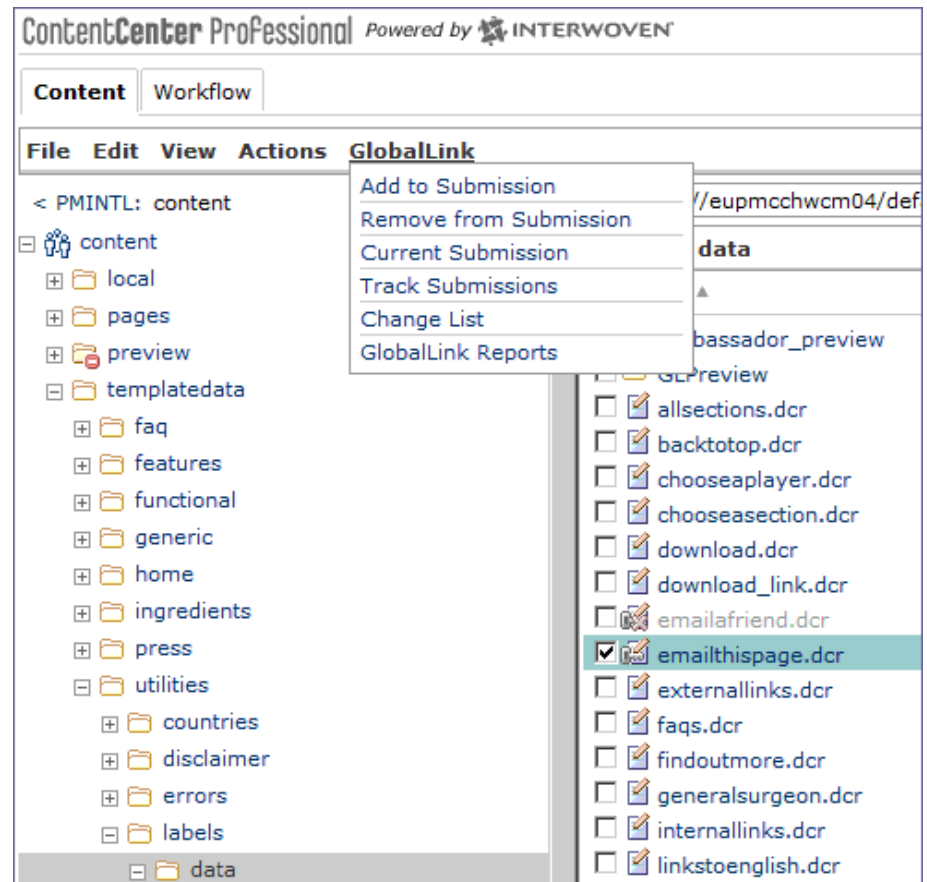 ContentCenter Professional Powered by INTERWOVEN
Content Workflow
File Edit View Actions GlobalLink
Add to Submission
Remove from Submission
Current Submission
Track Submissions
Change List
GlobalLink Reports
< PMINTL: content
content
local
pages
preview
templatedata
faq
features
functional
generic
home
ingredients
press
utilities
countries
disclaimer
errors
labels
data
//eupmcchwcm04/def
data
bassador_preview
GLPreview
allsections.dcr
backtotop.dcr
chooseaplayer.dcr
chooseasection.dcr
download.dcr
download_link.dcr
emailafriend.dcr
emailthispage.dcr
externallinks.dcr
faqs.dcr
findoutmore.dcr
generalsurgeon.dcr
internallinks.dcr
linkstoenglish.dcr